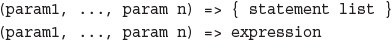 (param1, ..., param n) => { statement list }
(param1, ..., param n) => expression